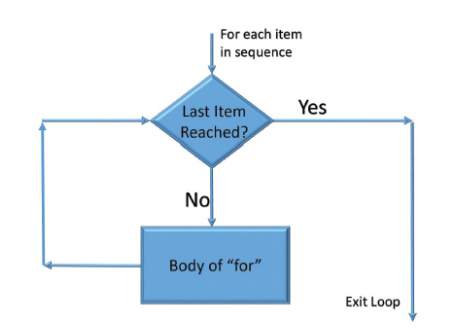 For each item
in sequence
Last Item
Reached?
Yes
No
Body of “for”
Exit Loop